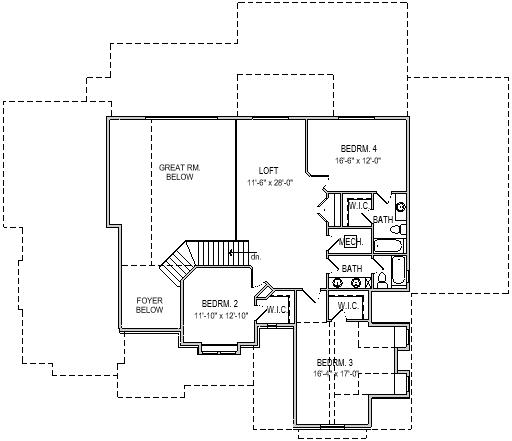 BEDRM. 4
16'-6" x 12'-0"
GREAT RM.
BELOW
LOFT
11'-6" x 28'-0"
W.I.C.
BATH
MECH.
dn.
BATH
FOYER
BELOW
BEDRM. 2
11'-10" x 12'-10"
W.I.C.
W.I.C.
BEDRM. 3
16'-4" x 17'-0"